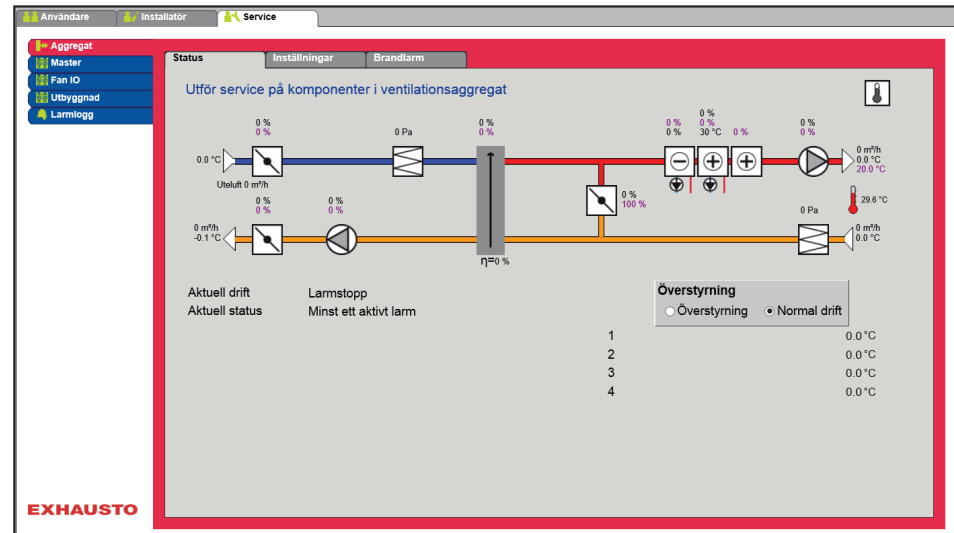 Användare Installatör Service
Aggregat
Master
Fan IO
Utbyggnad
Larmlogg
Status Inställningar Brandlarm
Utför service på komponenter i ventilationsaggregat
0 %
0 %
0 Pa
0 %
0 %
0 %
0 %
0 %
0 %
30 °C
0 %
0 %
0 %
0.0 °C
0 m³/h
0.0 °C
20.0 °C
Uteluft 0 m³/h
0 %
0 %
0 %
0 %
0 %
100 %
29.6 °C
0 Pa
0 m³/h
-0.1 °C
0 m³/h
0.0 °C
η=0 %
Aktuell drift Larmstopp
Aktuell status Minst ett aktivt larm
Överstyrning
Överstyrning Normal drift
1 0.0 °C
2 0.0 °C
3 0.0 °C
4 0.0 °C
EXHAUSTO